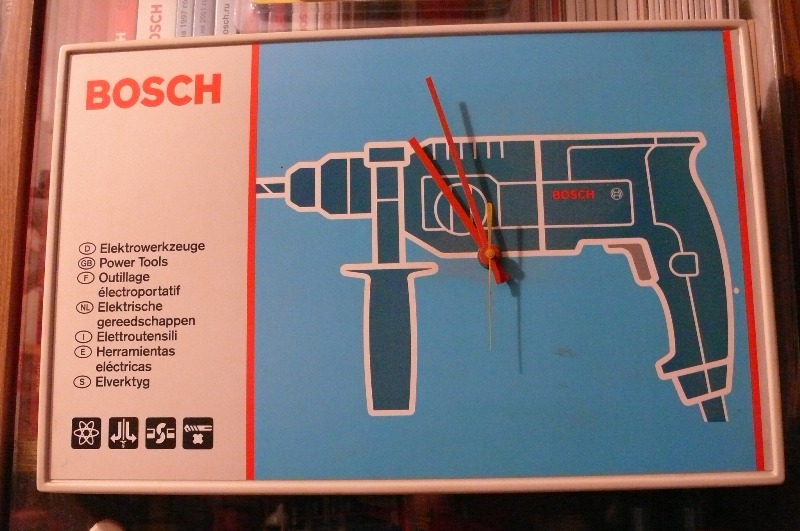 BOSCH
D Elektrowerkzeuge
GB Power Tools
F Outillage
électroportatif
NL Elektrische
gereedschappen
I Elettroutensili
E Herramientas
eléctricas
S Elverktyg
BOSCH